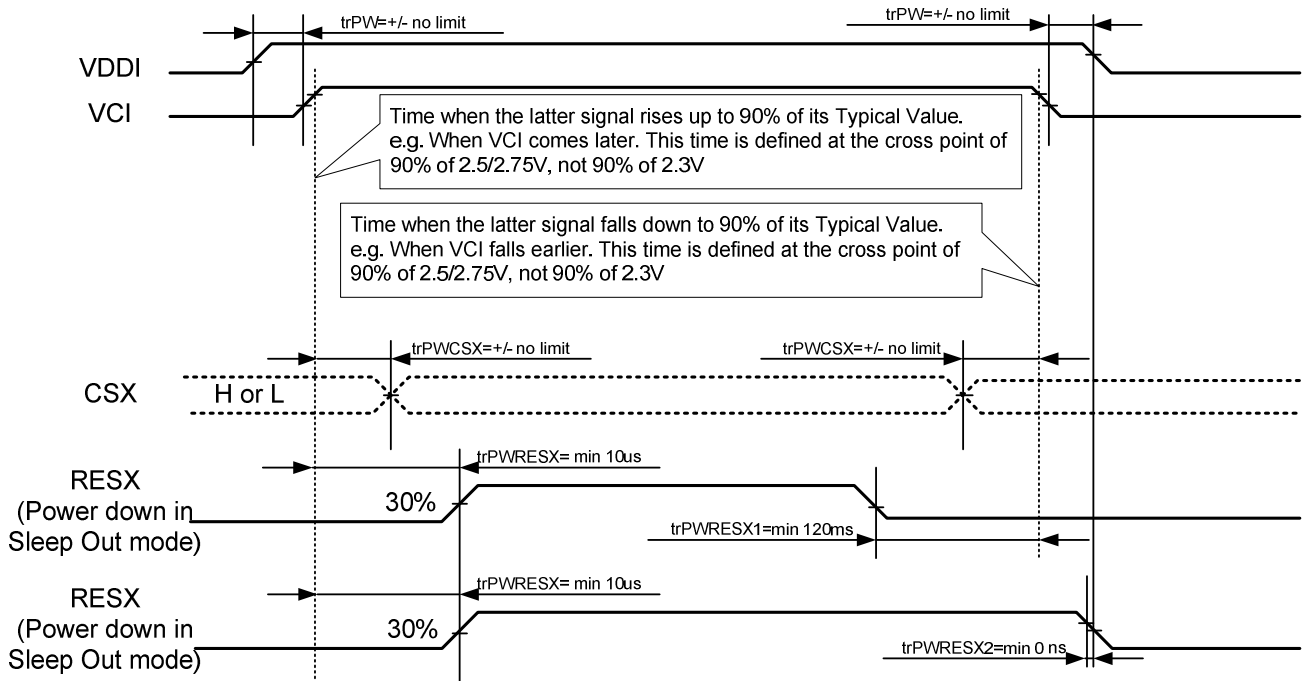 trPW=+/- no limit
trPW=+/- no limit
VDDI
VCI
Time when the latter signal rises up to 90% of its Typical Value.
e.g. When VCI comes later. This time is defined at the cross point of
90% of 2.5/2.75V, not 90% of 2.3V
Time when the latter signal falls down to 90% of its Typical Value.
e.g. When VCI falls earlier. This time is defined at the cross point of
90% of 2.5/2.75V, not 90% of 2.3V
trPWCSX=+/- no limit
trPWCSX=+/- no limit
CSX
H or L
trPWRESX= min 10us
RESX
(Power down in
Sleep Out mode)
30%
trPWRESX1=min 120ms
trPWRESX= min 10us
RESX
(Power down in
Sleep Out mode)
30%
trPWRESX2=min 0 ns